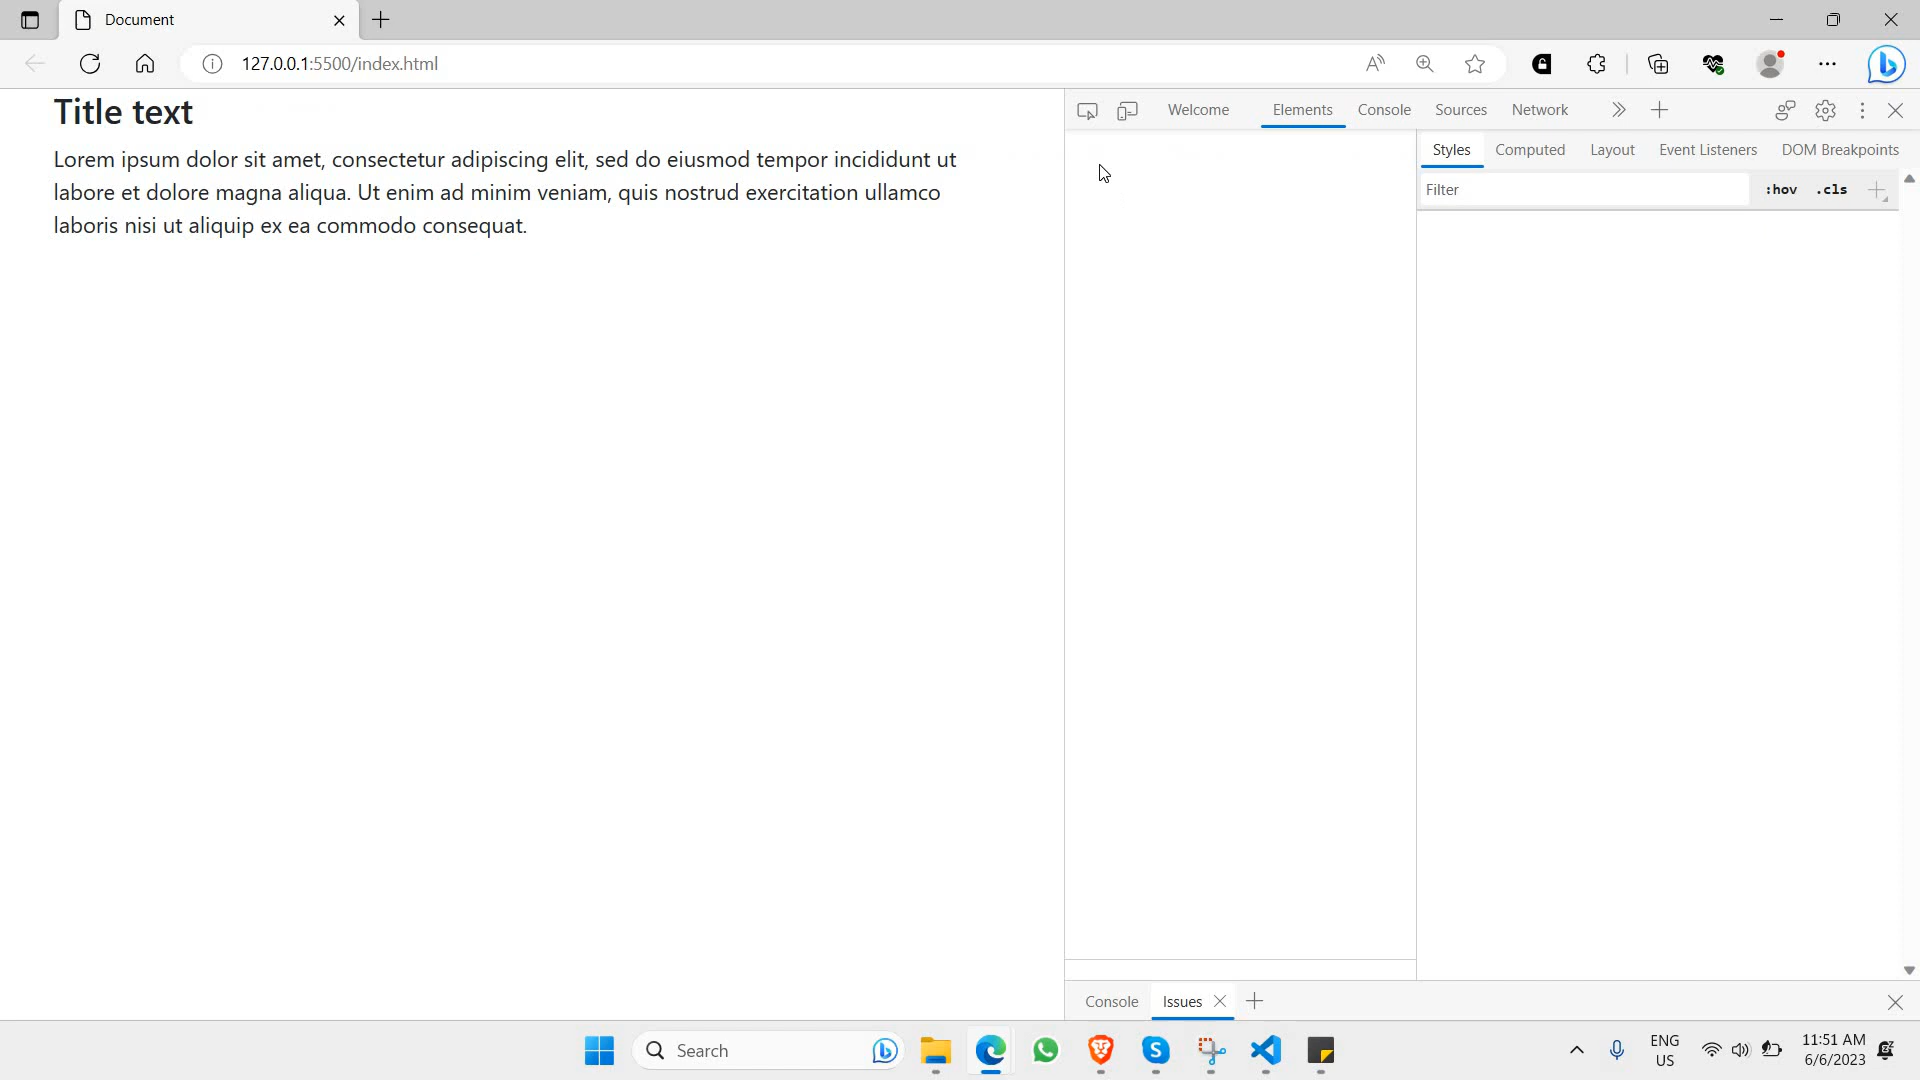 Document
127.0.0.1:5500/index.html
Title text
Lorem ipsum dolor sit amet, consectetur adipiscing elit, sed do eiusmod tempor incididunt ut
labore et dolore magna aliqua. Ut enim ad minim veniam, quis nostrud exercitation ullamco
laboris nisi ut aliquip ex ea commodo consequat.
Welcome Elements Console Sources Network
Styles Computed Layout Event Listeners DOM Breakpoints
Filter :hov .cls
Console Issues
Search
ENG
US
11:51 AM
6/6/2023